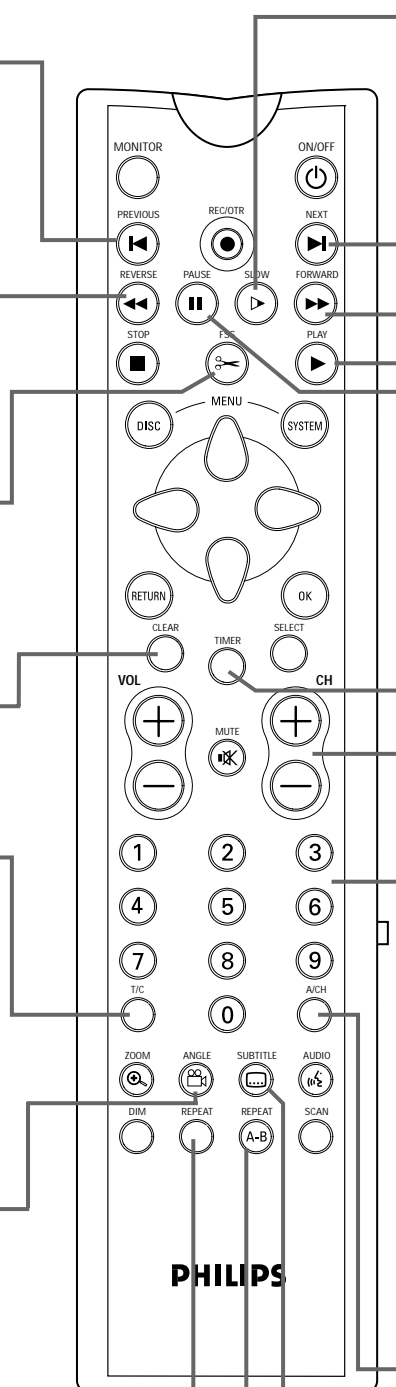 MONITOR ON/OFF
PREVIOUS REC/OTR NEXT
REVERSE PAUSE SLOW FORWARD
STOP FSS PLAY
MENU
DISC SYSTEM
RETURN OK
CLEAR TIMER SELECT
VOL CH
MUTE
1 2 3
4 5 6
7 8 9
T/C 0 A/CH
ZOOM ANGLE SUBTITLE AUDIO
DIM REPEAT REPEAT SCAN
A-B
PHILIPS